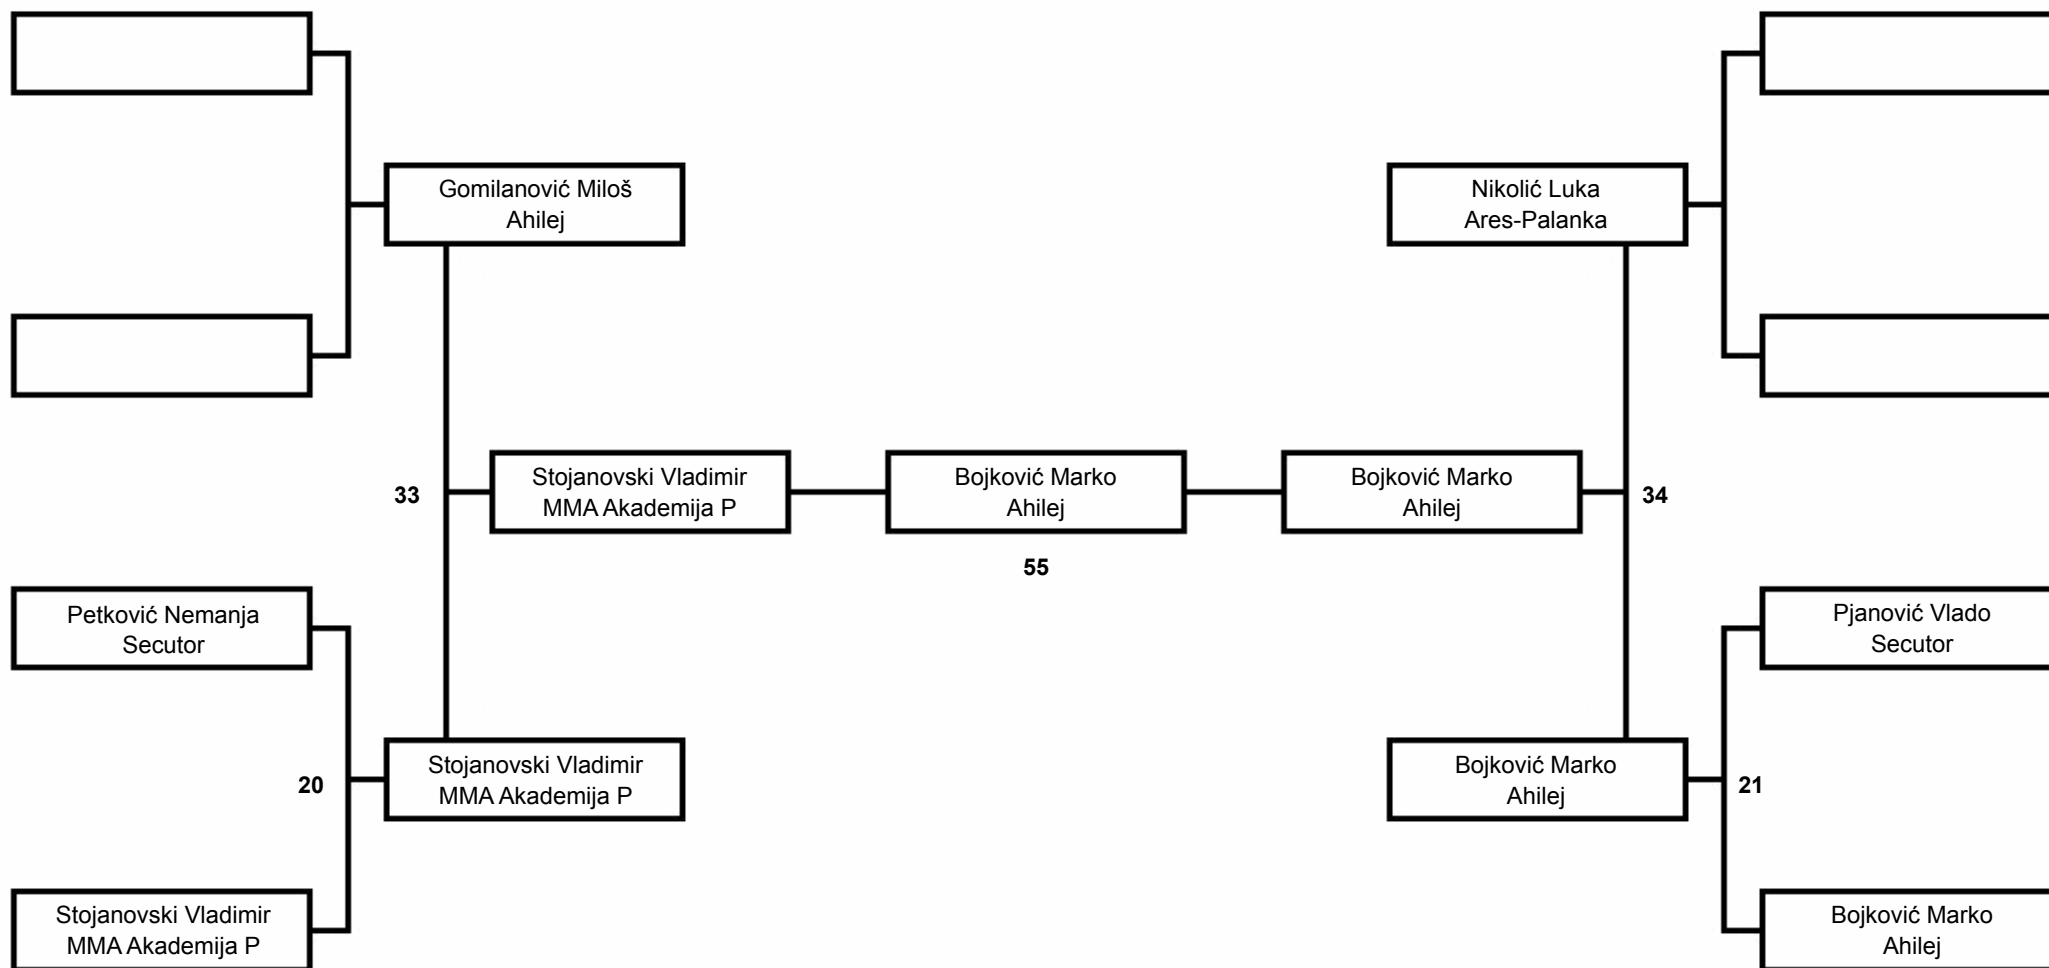 Gomilanović Miloš
Ahilej
Nikolić Luka
Ares-Palanka
33
Stojanovski Vladimir
MMA Akademija P
Bojković Marko
Ahilej
Bojković Marko
Ahilej
34
55
Petković Nemanja
Secutor
Pjanović Vlado
Secutor
20
Stojanovski Vladimir
MMA Akademija P
Bojković Marko
Ahilej
21
Stojanovski Vladimir
MMA Akademija P
Bojković Marko
Ahilej